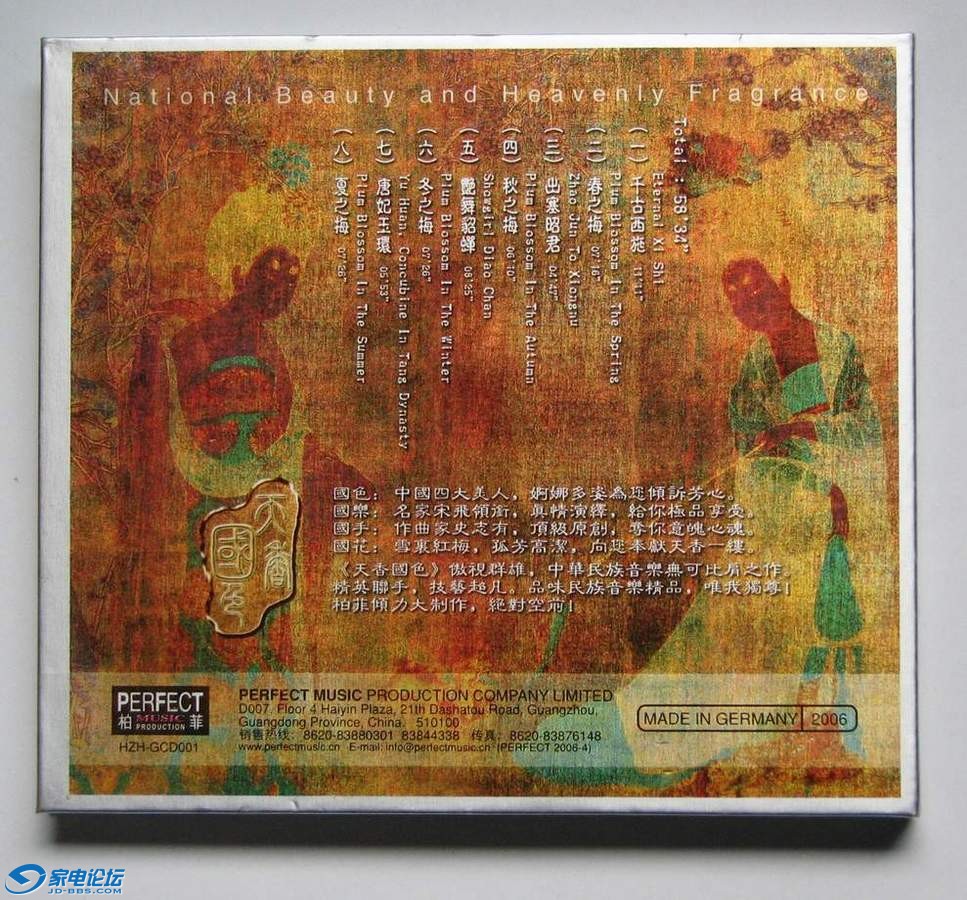 National Beauty and Heavenly Fragrance
Total : 58'34"
(一) 千古西施 11'41"
Eternal Xi Shi
(二) 春之梅 07'16"
Plum Blossom In The Spring
(三) 出塞昭君
Zhao Jun To Xiongnu
(四) 秋之梅 06'10"
Plum Blossom In The Autumn
(五) 艷舞貂蟬 08'25"
Diao Chan
(六) 冬之梅 07'26"
Plum Blossom In The Winter
(七) 唐妃玉環 05'53"
Yu Huan, Concubine In Tang Dynasty
(八) 夏之梅 07'26"
Plum Blossom In The Summer
天香
國色
國色：中國四大美人，婀娜多姿為您傾訴芳心。
國樂：名家宋飛領銜，真情演繹，給你極品享受。
國手：作曲家史志有，頂級原創，奪你意魄心魂。
國花：雪裏紅梅，孤芳高潔，向您奉獻天香一縷。
《天香國色》傲視群雄，中華民族音樂無可比肩之作。
精英聯手，技藝超凡。品味民族音樂精品，唯我獨尊！
柏菲傾力大制作，絕對空前！
PERFECT
柏 MUSIC PRODUCTION 菲
HZH-GCD001
PERFECT MUSIC PRODUCTION COMPANY LIMITED
D007. Floor 4 Haiyin Plaza, 21th Dashatou Road, Guangzhou,
Guangdong Province, China. 510100
销售热线: 8620-83880301 83844338 传真: 8620-83876148
www.perfectmusic.cn E-mail: info@perfectmusic.cn (PERFECT 2006-4)
MADE IN GERMANY 2006
家电论坛
JD-BBS.COM